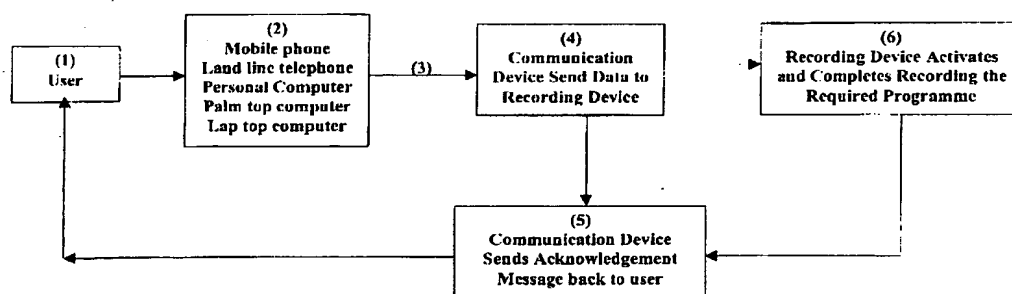 (1)
User
(2)
Mobile phone
Land line telephone
Personal Computer
Palm top computer
Lap top computer
(3)
(4)
Communication
Device Send Data to
Recording Device
(6)
Recording Device Activates
and Completes Recording the
Required Programme
(5)
Communication Device
Sends Acknowledgement
Message back to user